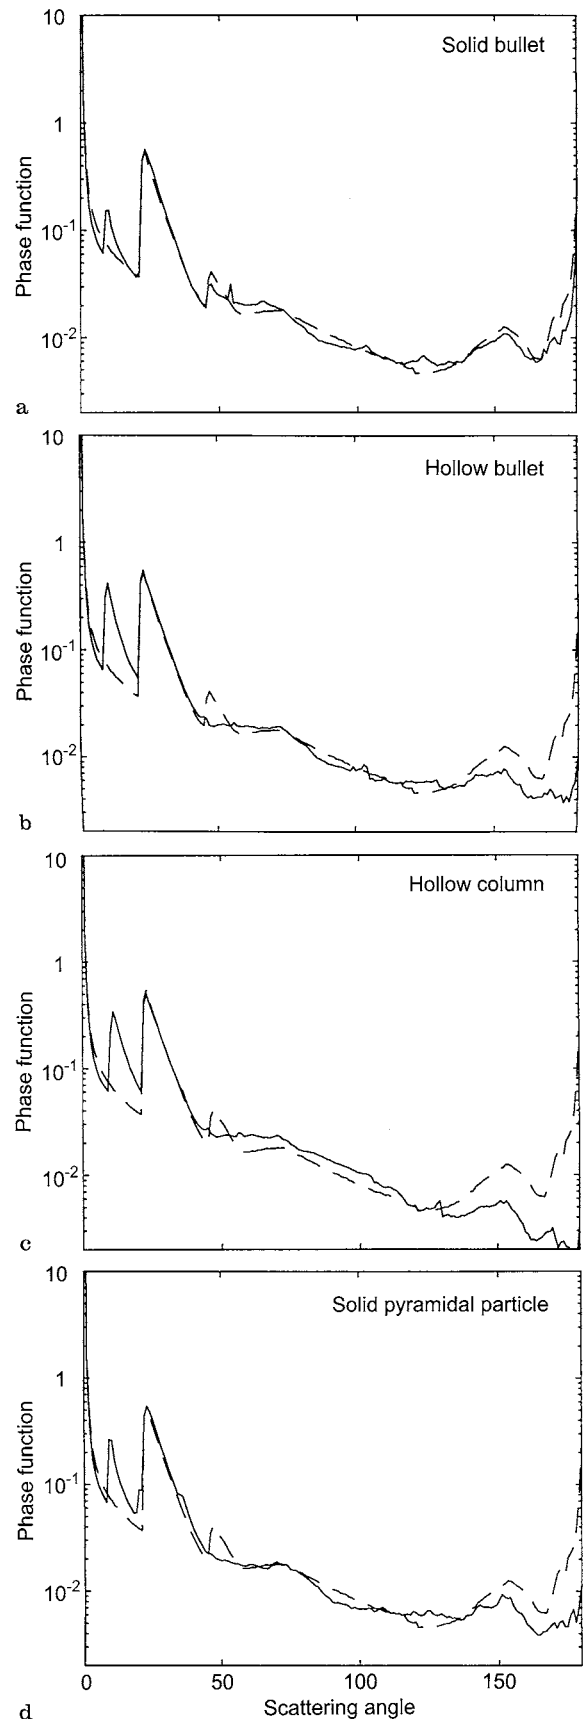 10
Solid bullet
1
Phase function
10-1
10-2
a
10
Hollow bullet
1
Phase function
10-1
10-2
b
10
Hollow column
1
Phase function
10-1
10-2
c
10
Solid pyramidal particle
1
Phase function
10-1
10-2
0 50 100 150
d
Scattering angle